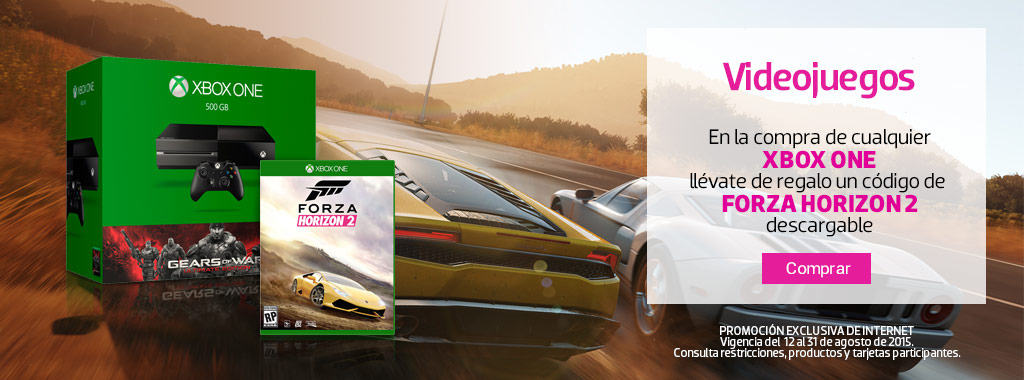 XBOX ONE
500 GB
GEARS OF WAR
XBOX ONE
FORZA
HORIZON 2
RP
Videojuegos
En la compra de cualquier
XBOX ONE
llévate de regalo un código de
FORZA HORIZON 2
descargable
Comprar
PROMOCIÓN EXCLUSIVA DE INTERNET
Vigencia del 12 al 31 de agosto de 2015.
Consulta restricciones, productos y tarjetas participantes.